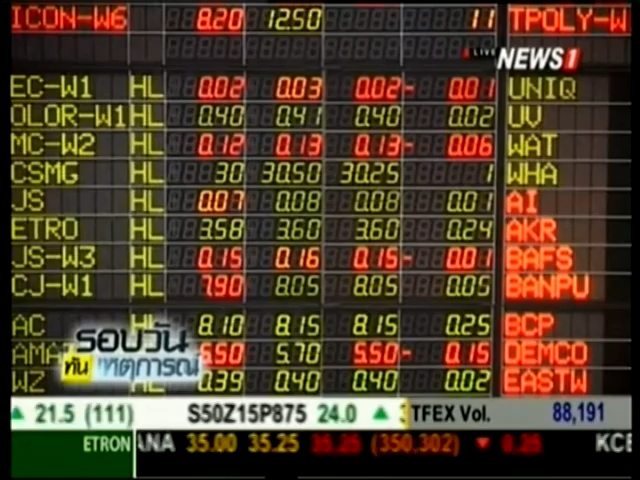 ICON-W6 8.20 12.50 11 TPOLY-W
LIVE NEWS1
EC-W1 HL 0.02 0.03 0.02- 0.01 UNIQ
OLOR-W1 HL 0.40 0.41 0.40 0.02 UV
MC-W2 HL 0.12 0.13 0.13- 0.06 WAT
CSMG HL 30 30.50 30.25 1 WHA
JS HL 0.07 0.08 0.08 0.01 AI
ETRO HL 3.58 3.60 3.60 0.24 AKR
JS-W3 HL 0.15 0.16 0.15- 0.01 BAFS
CJ-W1 HL 7.90 8.05 8.05 0.05 BANPU
AC HL 8.10 8.15 8.15 0.25 BCP
AMA 5.50 5.70 5.50- 0.15 DEMCO
WZ HL 0.39 0.40 0.40 0.02 EASTW
รอบวัน
ทันเหตุการณ์
▲ 21.5 (111) S50Z15P875 24.0 ▲ TFEX Vol. 88,191
ETRON ANA 35.00 35.25 35.25 (350,302) ▼ 0.25 KCE